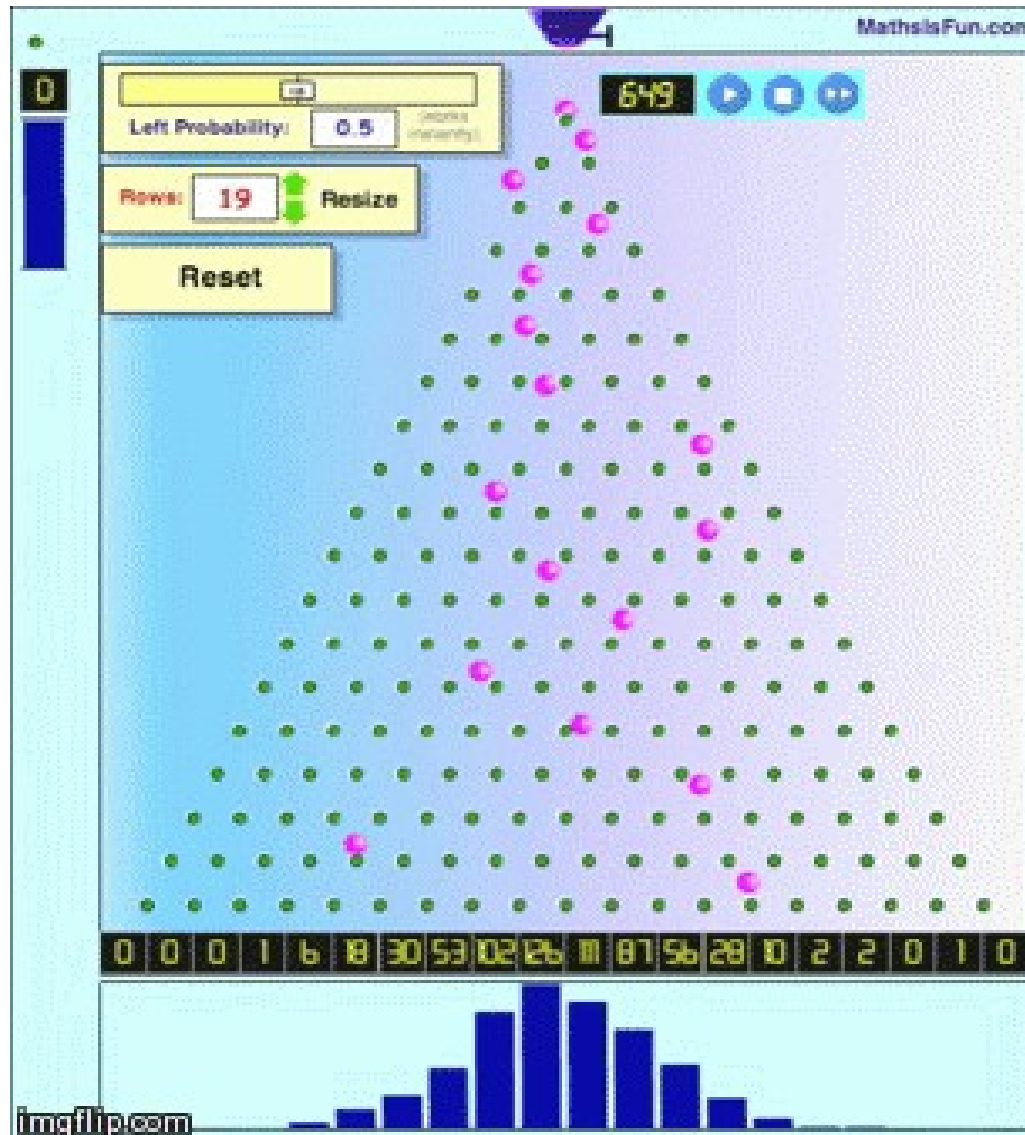 MathsIsFun.com
0
649
Left Probability: 0.5
Rows: 19 Resize
Reset
0 0 0 1 6 18 30 53 102 126 111 87 56 28 10 2 2 0 1 0
imgflip.com